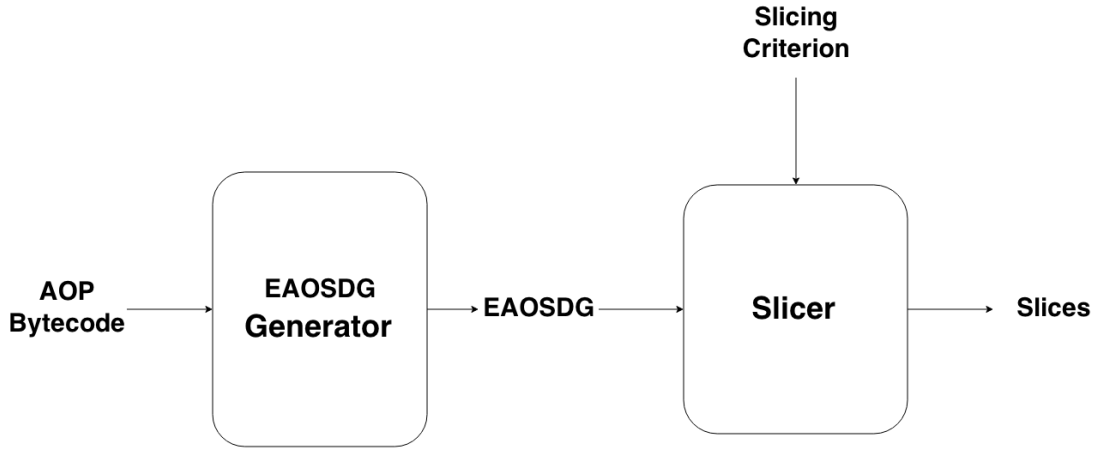 Slicing
Criterion
AOP
Bytecode
EAOSDG
Generator
EAOSDG
Slicer
Slices